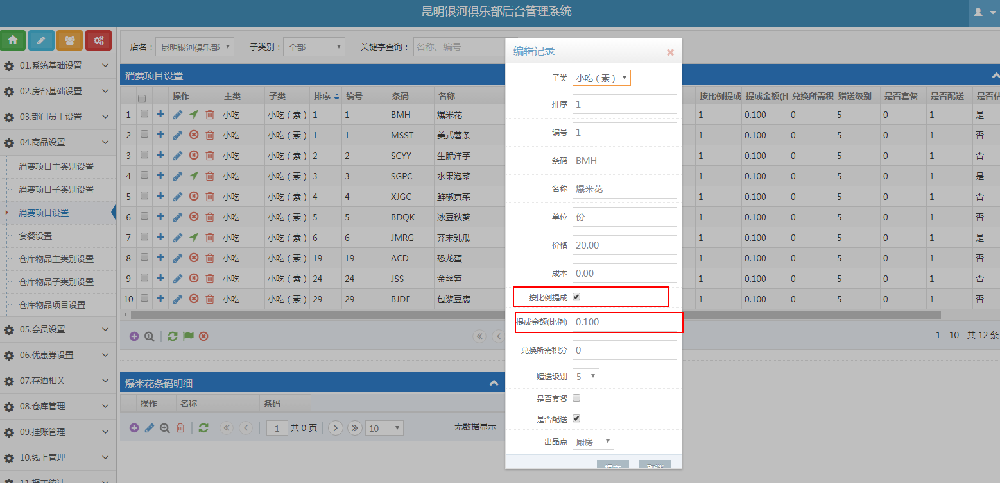 昆明银河俱乐部后台管理系统
店名： 昆明银河俱乐部 子类别： 全部 关键字查询： 名称、编号
01.系统基础设置
02.房台基础设置
03.部门员工设置
04.商品设置
消费项目主类别设置
消费项目子类别设置
消费项目设置
套餐设置
仓库物品主类别设置
仓库物品子类别设置
仓库物品项目设置
05.会员设置
06.优惠券设置
07.存酒相关
08.仓库管理
09.挂账管理
10.线上管理
11.报表统计
消费项目设置
操作 主类 子类 排序 编号 条码 名称 按比例提成 提成金额(比 兑换所需积 赠送级别 是否套餐 是否配送 是否估
1 小吃 小吃（素） 1 1 BMH 爆米花 1 0.100 0 5 0 1 是
2 小吃 小吃（素） 1 1 MSST 美式薯条 1 0.100 0 5 0 1 否
3 小吃 小吃（素） 2 2 SCYY 生脆洋芋 1 0.100 0 5 0 1 否
4 小吃 小吃（素） 3 3 SGPC 水果泡菜 1 0.100 0 5 0 1 是
5 小吃 小吃（素） 4 4 XJGC 鲜椒贡菜 1 0.100 0 5 0 1 否
6 小吃 小吃（素） 5 5 BDQK 冰豆秋葵 1 0.100 0 5 0 1 否
7 小吃 小吃（素） 6 6 JMRG 芥末乳瓜 1 0.100 0 5 0 1 是
8 小吃 小吃（素） 19 19 ACD 恐龙蛋 1 0.100 0 5 0 1 否
9 小吃 小吃（素） 24 24 JSS 金丝笋 1 0.100 0 5 0 1 否
10 小吃 小吃（素） 29 29 BJDF 包浆豆腐 1 0.100 0 5 0 1 否
1 - 10 共 12 条
爆米花条码明细
操作 名称 条码
1 共 0 页 10 无数据显示
编辑记录
子类 小吃（素）
排序 1
编号 1
条码 BMH
名称 爆米花
单位 份
价格 20.00
成本 0.00
按比例提成
提成金额(比例) 0.100
兑换所需积分 0
赠送级别 5
是否套餐
是否配送
出品点 厨房
提交 取消